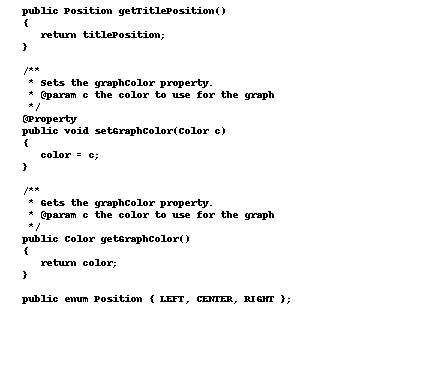 public Position getTitlePosition()
{
   return titlePosition;
}

/**
 * Sets the graphColor property.
 * @param c the color to use for the graph
 */
@Property
public void setGraphColor(Color c)
{
   color = c;
}

/**
 * Gets the graphColor property.
 * @param c the color to use for the graph
 */
public Color getGraphColor()
{
   return color;
}

public enum Position { LEFT, CENTER, RIGHT };